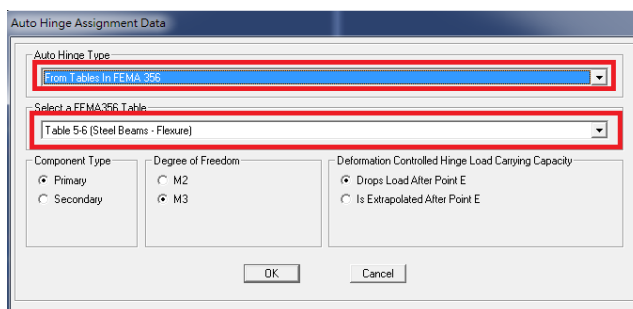 Auto Hinge Assignment Data
Auto Hinge Type
From Tables In FEMA 356
Select a FEMA356 Table
Table 5-6 (Steel Beams - Flexure)
Component Type
Primary
Secondary
Degree of Freedom
M2
M3
Deformation Controlled Hinge Load Carrying Capacity
Drops Load After Point E
Is Extrapolated After Point E
OK
Cancel